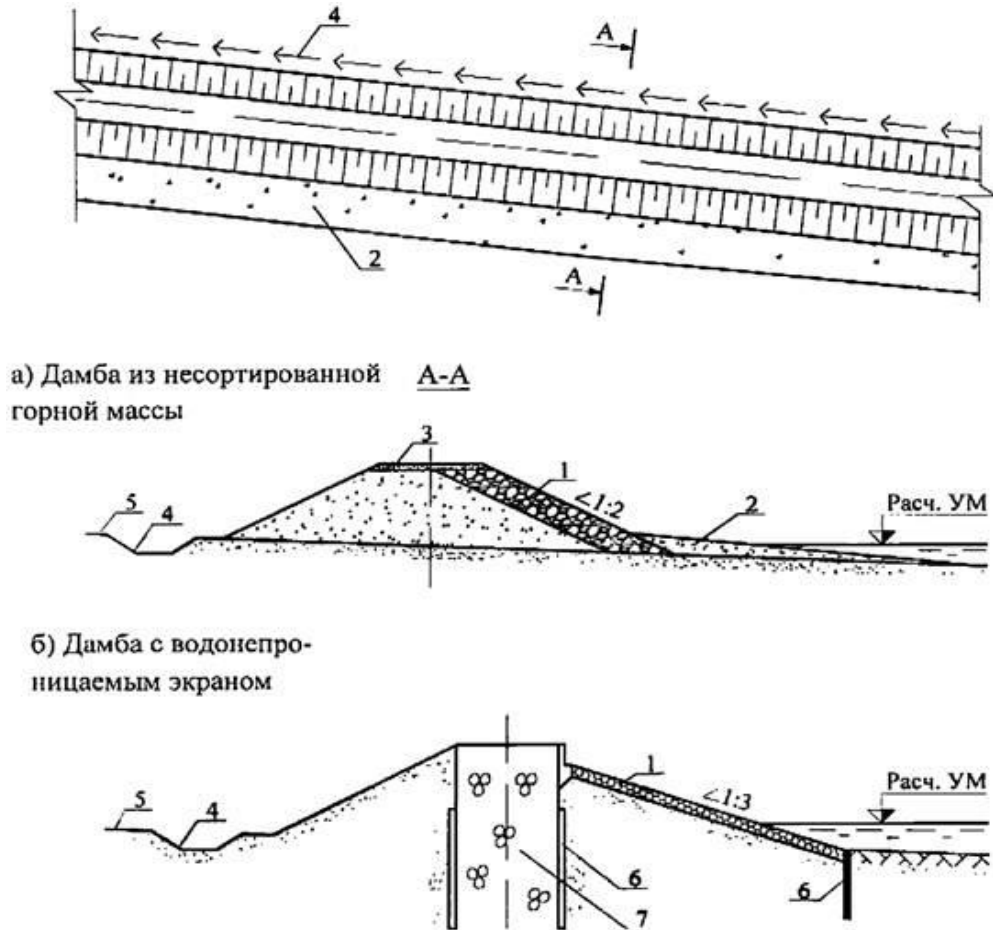 4
А
2
А
а) Дамба из несортированной А-А
горной массы
3
1
<1:2
2
Расч. УМ
5
4
б) Дамба с водонепро-
ницаемым экраном
1
<1:3
Расч. УМ
5
4
6
7
6